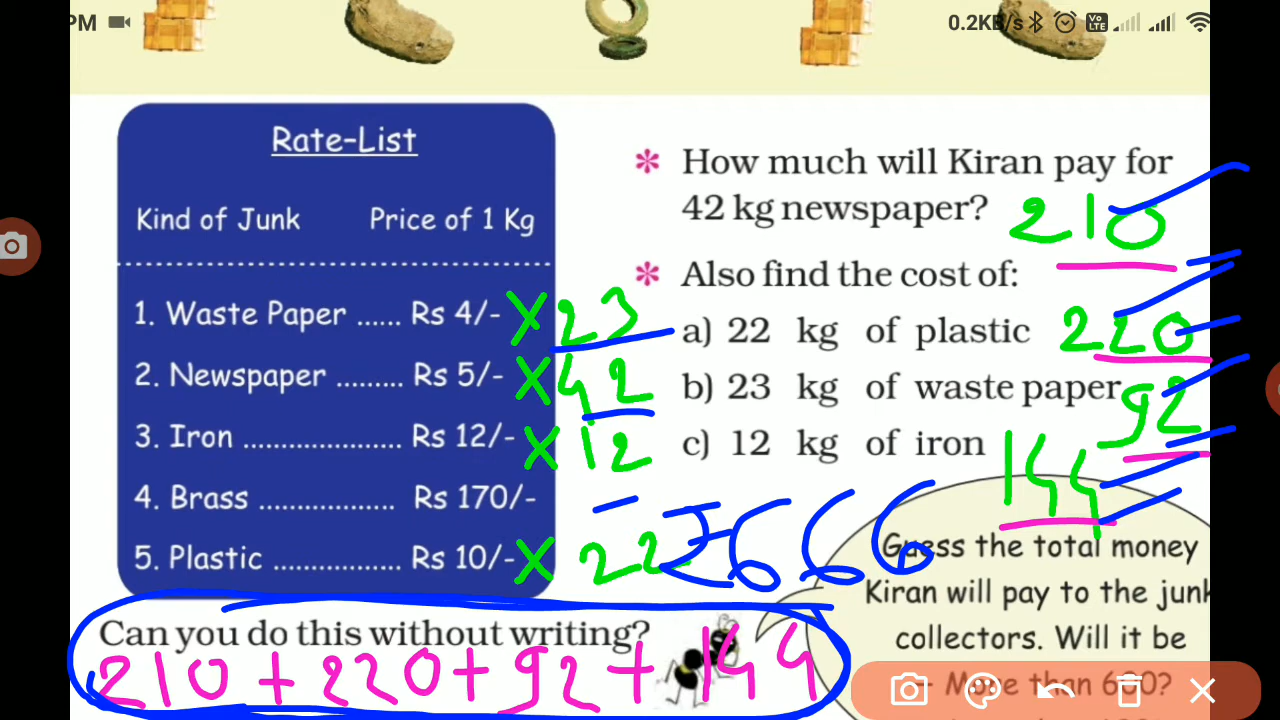 PM 0.2KB/s Vo LTE
Rate-List
Kind of Junk Price of 1 Kg
1. Waste Paper ...... Rs 4/- X 23
2. Newspaper ......... Rs 5/- X 42
3. Iron ..................... Rs 12/- X 12
4. Brass .................. Rs 170/-
5. Plastic ................. Rs 10/- X 22
* How much will Kiran pay for
42 kg newspaper? 210
* Also find the cost of:
a) 22 kg of plastic 220
b) 23 kg of waste paper 92
c) 12 kg of iron 144
666
Guess the total money
Kiran will pay to the junk
collectors. Will it be
- More than 600?
Can you do this without writing?
210 + 220 + 92 + 144